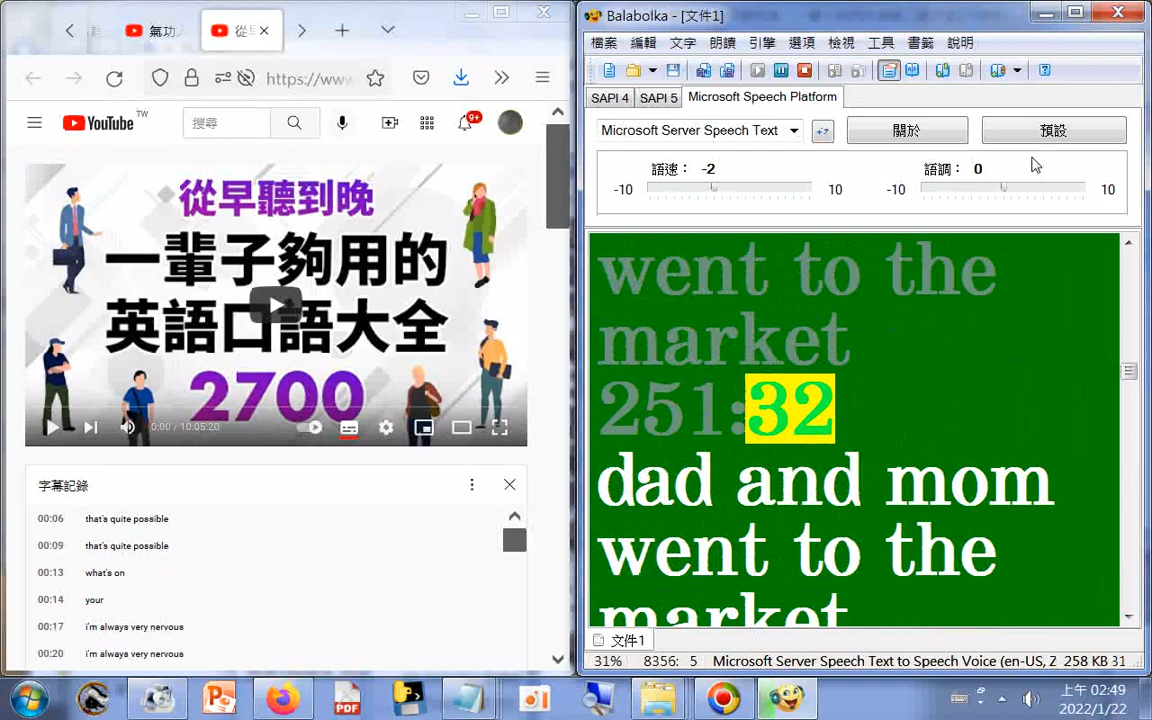 氣功
從
https://www
YouTube TW
搜尋
9+
從早聽到晚
一輩子夠用的
英語口語大全
2700
0:00 / 10:05:20
字幕記錄
00:06 that's quite possible
00:09 that's quite possible
00:13 what's on
00:14 your
00:17 i'm always very nervous
00:20 i'm always very nervous
Balabolka - [文件1]
檔案 編輯 文字 朗讀 引擎 選項 檢視 工具 書籤 說明
SAPI 4 SAPI 5 Microsoft Speech Platform
Microsoft Server Speech Text 關於 預設
語速： -2 語調： 0
-10 10 -10 10
went to the
market
251:32
dad and mom
went to the
market
文件1
31% 8356: 5 Microsoft Server Speech Text to Speech Voice (en-US, Z 258 KB 31
PDF
上午 02:49
2022/1/22